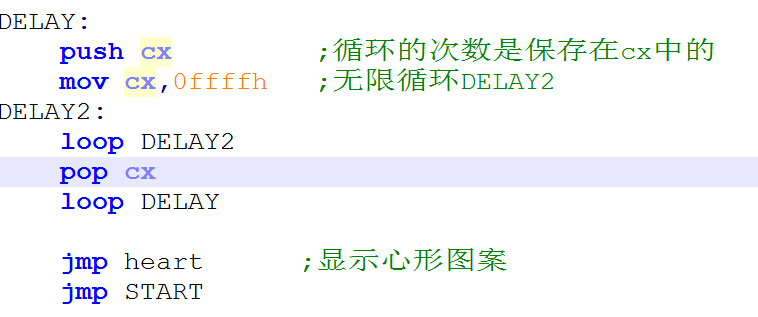 DELAY:
push cx ;循环的次数是保存在cx中的
mov cx,0ffffh ;无限循环DELAY2
DELAY2:
loop DELAY2
pop cx
loop DELAY
jmp heart ;显示心形图案
jmp START